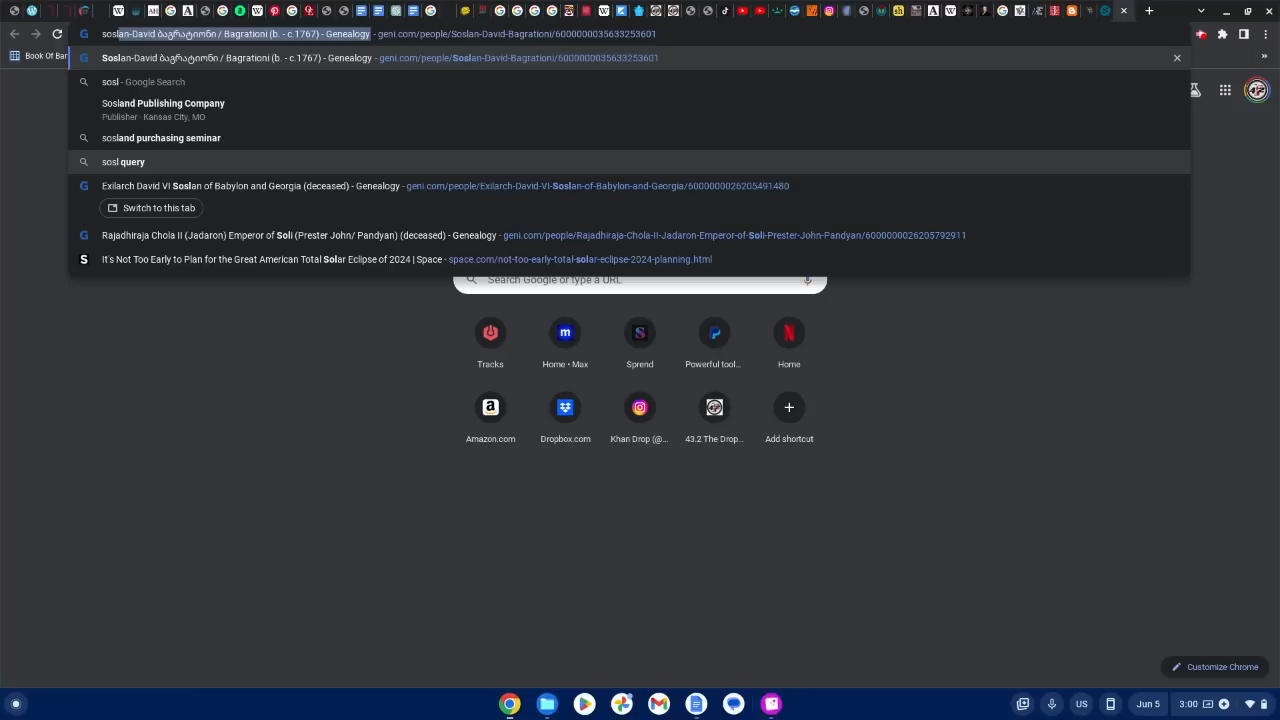 soslan-David ბაგრატიონი / Bagrationi (b. - c.1767) - Genealogy - geni.com/people/Soslan-David-Bagrationi/6000000035633253601
Book Of Bar
Soslan-David ბაგრატიონი / Bagrationi (b. - c.1767) - Genealogy - geni.com/people/Soslan-David-Bagrationi/6000000035633253601
sosl - Google Search
Sosland Publishing Company
Publisher · Kansas City, MO
sosland purchasing seminar
sosl query
Exilarch David VI Soslan of Babylon and Georgia (deceased) - Genealogy - geni.com/people/Exilarch-David-VI-Soslan-of-Babylon-and-Georgia/6000000026205491480
Switch to this tab
Rajadhiraja Chola II (Jadaron) Emperor of Soli (Prester John/ Pandyan) (deceased) - Genealogy - geni.com/people/Rajadhiraja-Chola-II-Jadaron-Emperor-of-Soli-Prester-John-Pandyan/6000000026205792911
It's Not Too Early to Plan for the Great American Total Solar Eclipse of 2024 | Space - space.com/not-too-early-total-solar-eclipse-2024-planning.html
Search Google or type a URL
Tracks Home • Max Sprend Powerful tool... Home
Amazon.com Dropbox.com Khan Drop (@... 43.2 The Drop... Add shortcut
Customize Chrome
US Jun 5 3:00